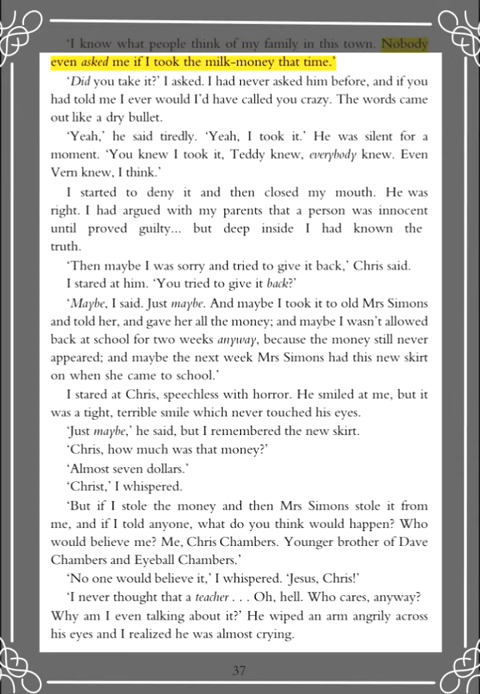 'I know what people think of my family in this town. Nobody
even asked me if I took the milk-money that time.'
'Did you take it?' I asked. I had never asked him before, and if you
had told me I ever would I'd have called you crazy. The words came
out like a dry bullet.
'Yeah,' he said tiredly. 'Yeah, I took it.' He was silent for a
moment. 'You knew I took it, Teddy knew, everybody knew. Even
Vern knew, I think.'
I started to deny it and then closed my mouth. He was
right. I had argued with my parents that a person was innocent
until proved guilty... but deep inside I had known the
truth.
'Then maybe I was sorry and tried to give it back,' Chris said.
I stared at him. 'You tried to give it back?'
'Maybe, I said. Just maybe. And maybe I took it to old Mrs Simons
and told her, and gave her all the money; and maybe I wasn't allowed
back at school for two weeks anyway, because the money still never
appeared; and maybe the next week Mrs Simons had this new skirt
on when she came to school.'
I stared at Chris, speechless with horror. He smiled at me, but it
was a tight, terrible smile which never touched his eyes.
'Just maybe,' he said, but I remembered the new skirt.
'Chris, how much was that money?'
'Almost seven dollars.'
'Christ,' I whispered.
'But if I stole the money and then Mrs Simons stole it from
me, and if I told anyone, what do you think would happen? Who
would believe me? Me, Chris Chambers. Younger brother of Dave
Chambers and Eyeball Chambers.'
'No one would believe it,' I whispered. 'Jesus, Chris!'
'I never thought that a teacher . . . Oh, hell. Who cares, anyway?
Why am I even talking about it?' He wiped an arm angrily across
his eyes and I realized he was almost crying.
37